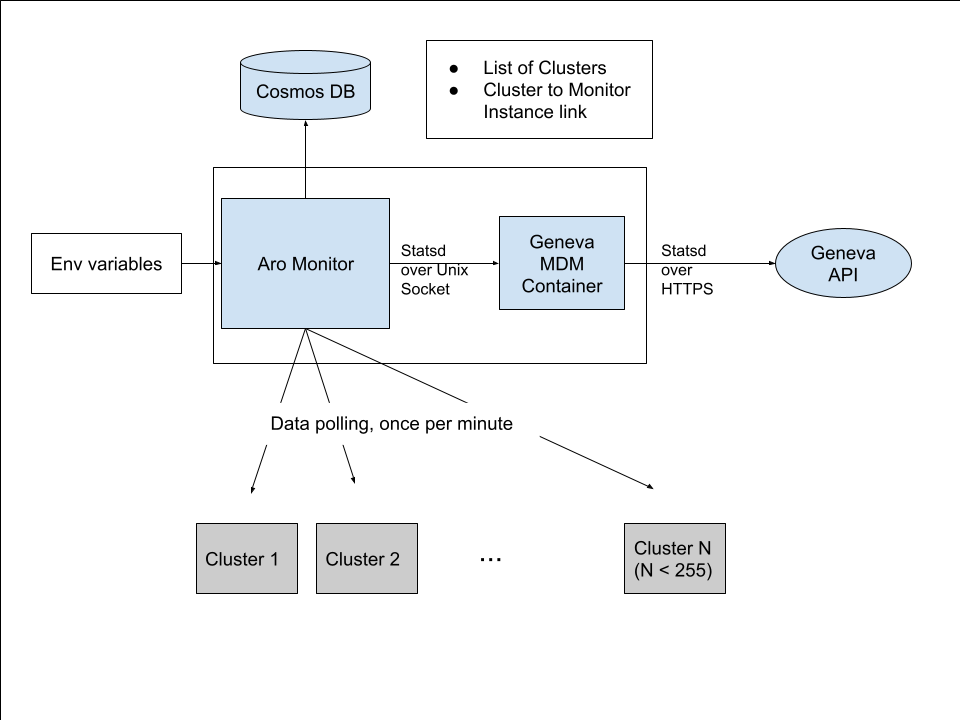 Cosmos DB
● List of Clusters
● Cluster to Monitor
Instance link
Env variables
Aro Monitor
Statsd
over Unix
Socket
Geneva
MDM
Container
Statsd
over
HTTPS
Geneva
API
Data polling, once per minute
Cluster 1
Cluster 2
...
Cluster N
(N < 255)